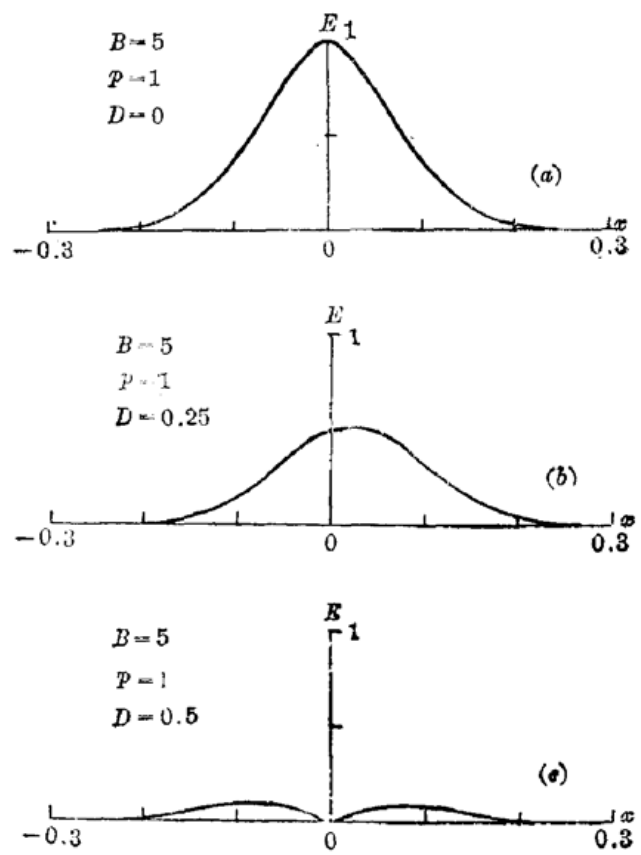 E 1
B=5
p=1
D=0
(a)
x
-0.3 0 0.3
E
1
B=5
p=1
D=0.25
(b)
x
-0.3 0 0.3
E
1
B=5
p=1
D=0.5
(c)
x
-0.3 0 0.3